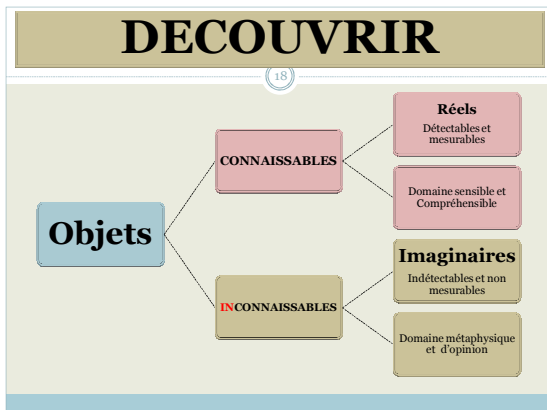 DECOUVRIR
18
Objets
CONNAISSABLES
Réels
Détectables et
mesurables
Domaine sensible et
Compréhensible
INCONNAISSABLES
Imaginaires
Indétectables et non
mesurables
Domaine métaphysique
et d'opinion